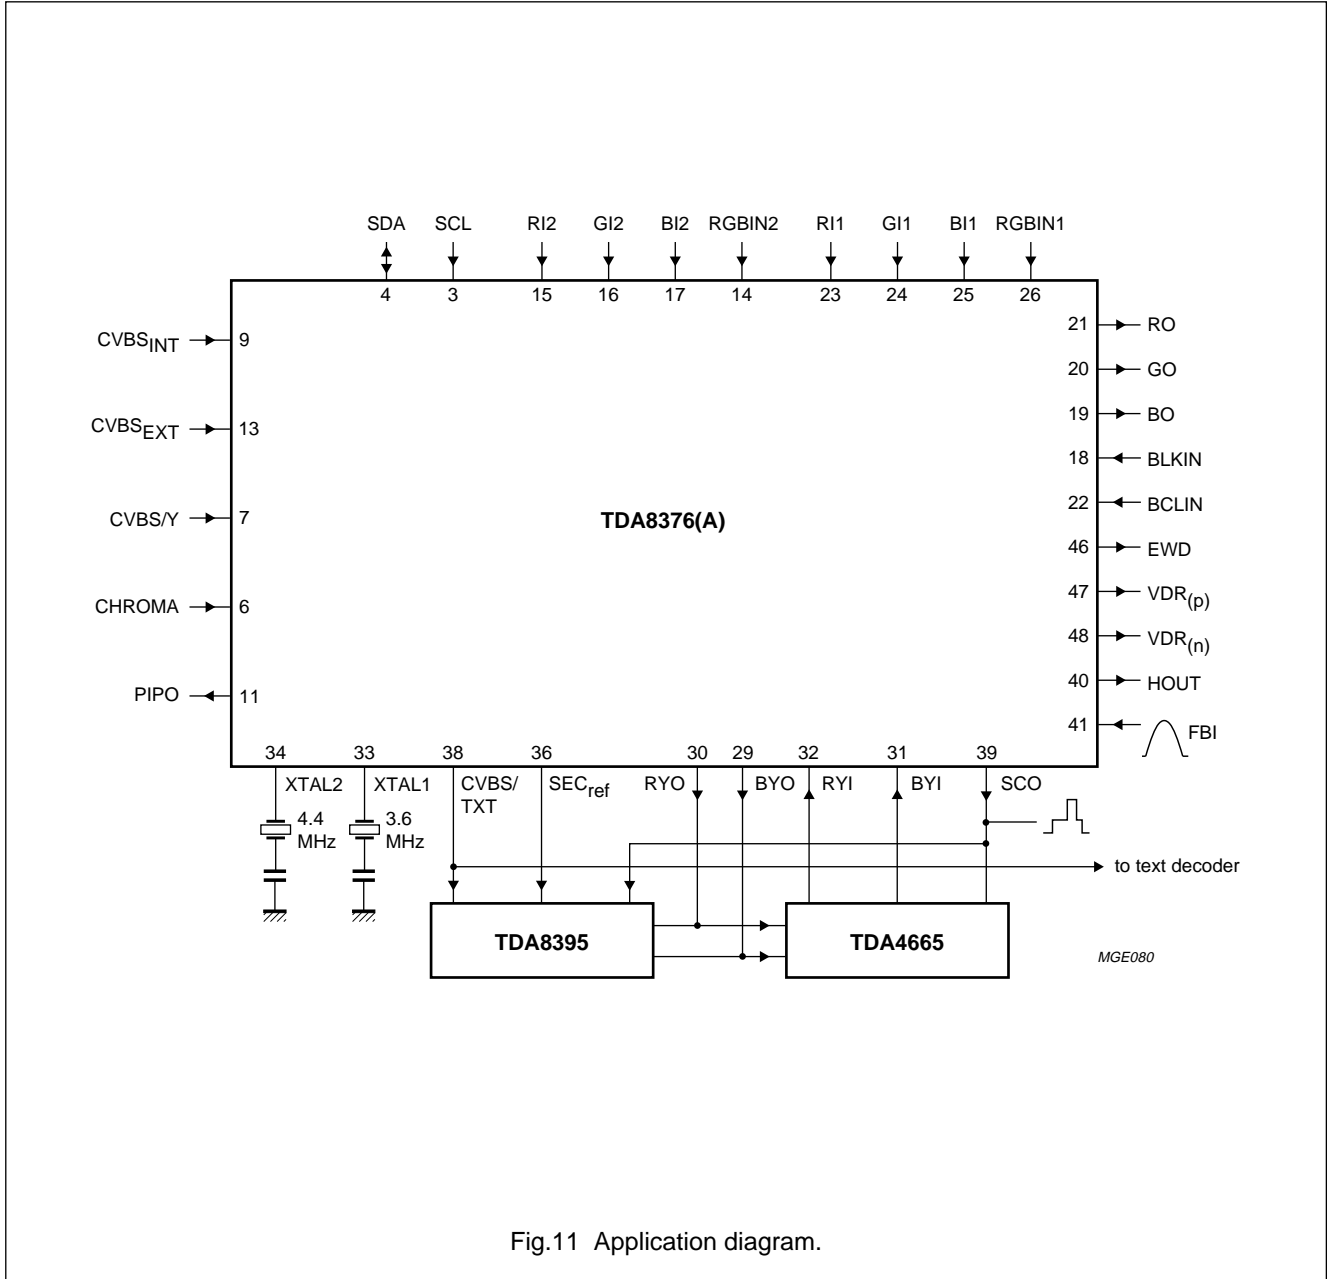 SDA SCL RI2 GI2 BI2 RGBIN2 RI1 GI1 BI1 RGBIN1
4 3 15 16 17 14 23 24 25 26
CVBSINT 9
CVBSEXT 13
CVBS/Y 7
CHROMA 6
PIPO 11
TDA8376(A)
21 RO
20 GO
19 BO
18 BLKIN
22 BCLIN
46 EWD
47 VDR(p)
48 VDR(n)
40 HOUT
41 FBI
34 33 38 36 30 29 32 31 39
XTAL2 XTAL1 CVBS/ SECref RYO BYO RYI BYI SCO
TXT
4.4 3.6
MHz MHz
to text decoder
TDA8395 TDA4665
MGE080
Fig.11 Application diagram.